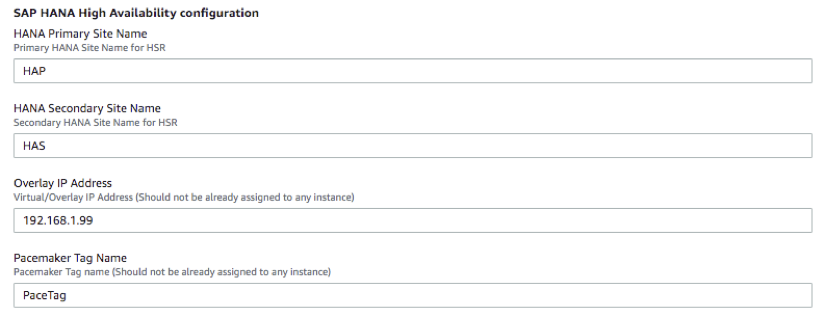 SAP HANA High Availability configuration
HANA Primary Site Name
Primary HANA Site Name for HSR
HAP
HANA Secondary Site Name
Secondary HANA Site Name for HSR
HAS
Overlay IP Address
Virtual/Overlay IP Address (Should not be already assigned to any instance)
192.168.1.99
Pacemaker Tag Name
Pacemaker Tag name (Should not be already assigned to any instance)
PaceTag